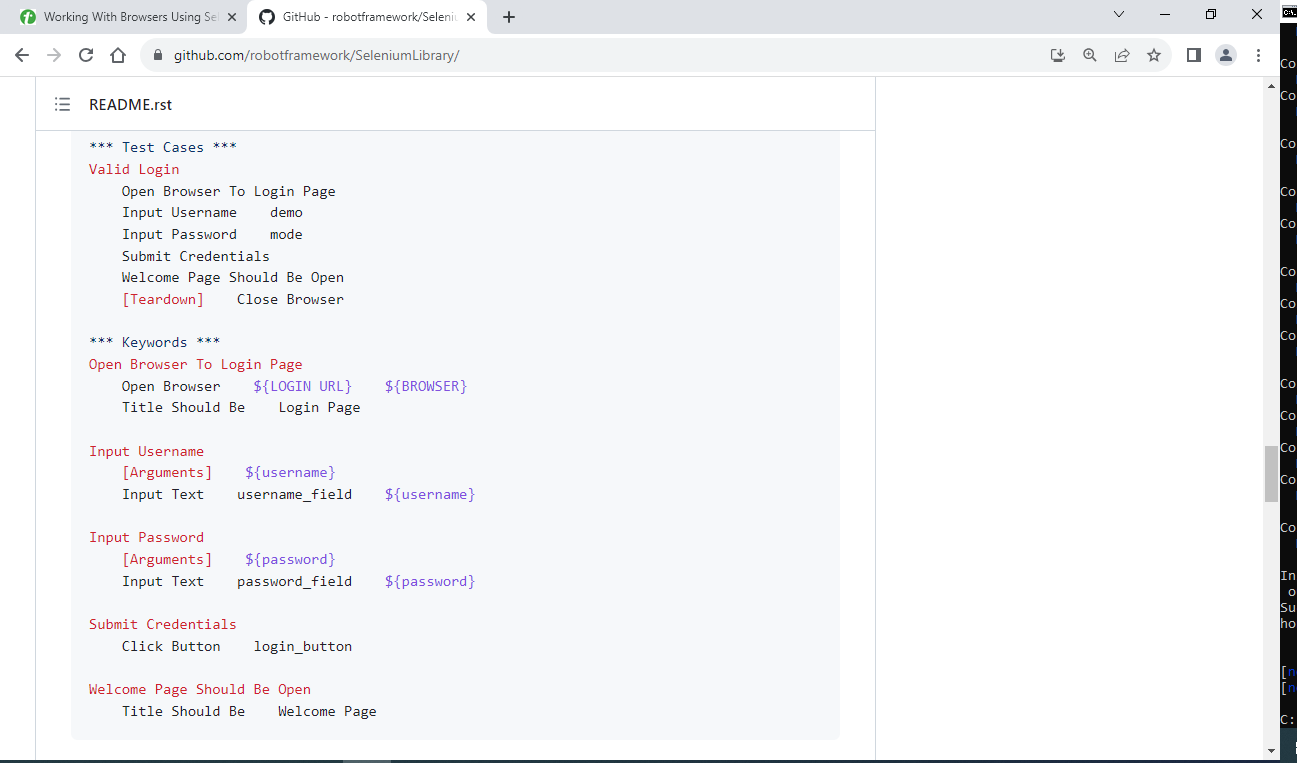 Working With Browsers Using Se
GitHub - robotframework/Seleniu
github.com/robotframework/SeleniumLibrary/
README.rst
*** Test Cases ***
Valid Login
Open Browser To Login Page
Input Username    demo
Input Password    mode
Submit Credentials
Welcome Page Should Be Open
[Teardown]    Close Browser
*** Keywords ***
Open Browser To Login Page
Open Browser    ${LOGIN URL}    ${BROWSER}
Title Should Be    Login Page
Input Username
[Arguments]    ${username}
Input Text    username_field    ${username}
Input Password
[Arguments]    ${password}
Input Text    password_field    ${password}
Submit Credentials
Click Button    login_button
Welcome Page Should Be Open
Title Should Be    Welcome Page
C:\.
Co
Co
Co
Co
Co
Co
Co
Co
Co
Co
Co
Co
Co
In
o
Su
ho
[n
[n
C: